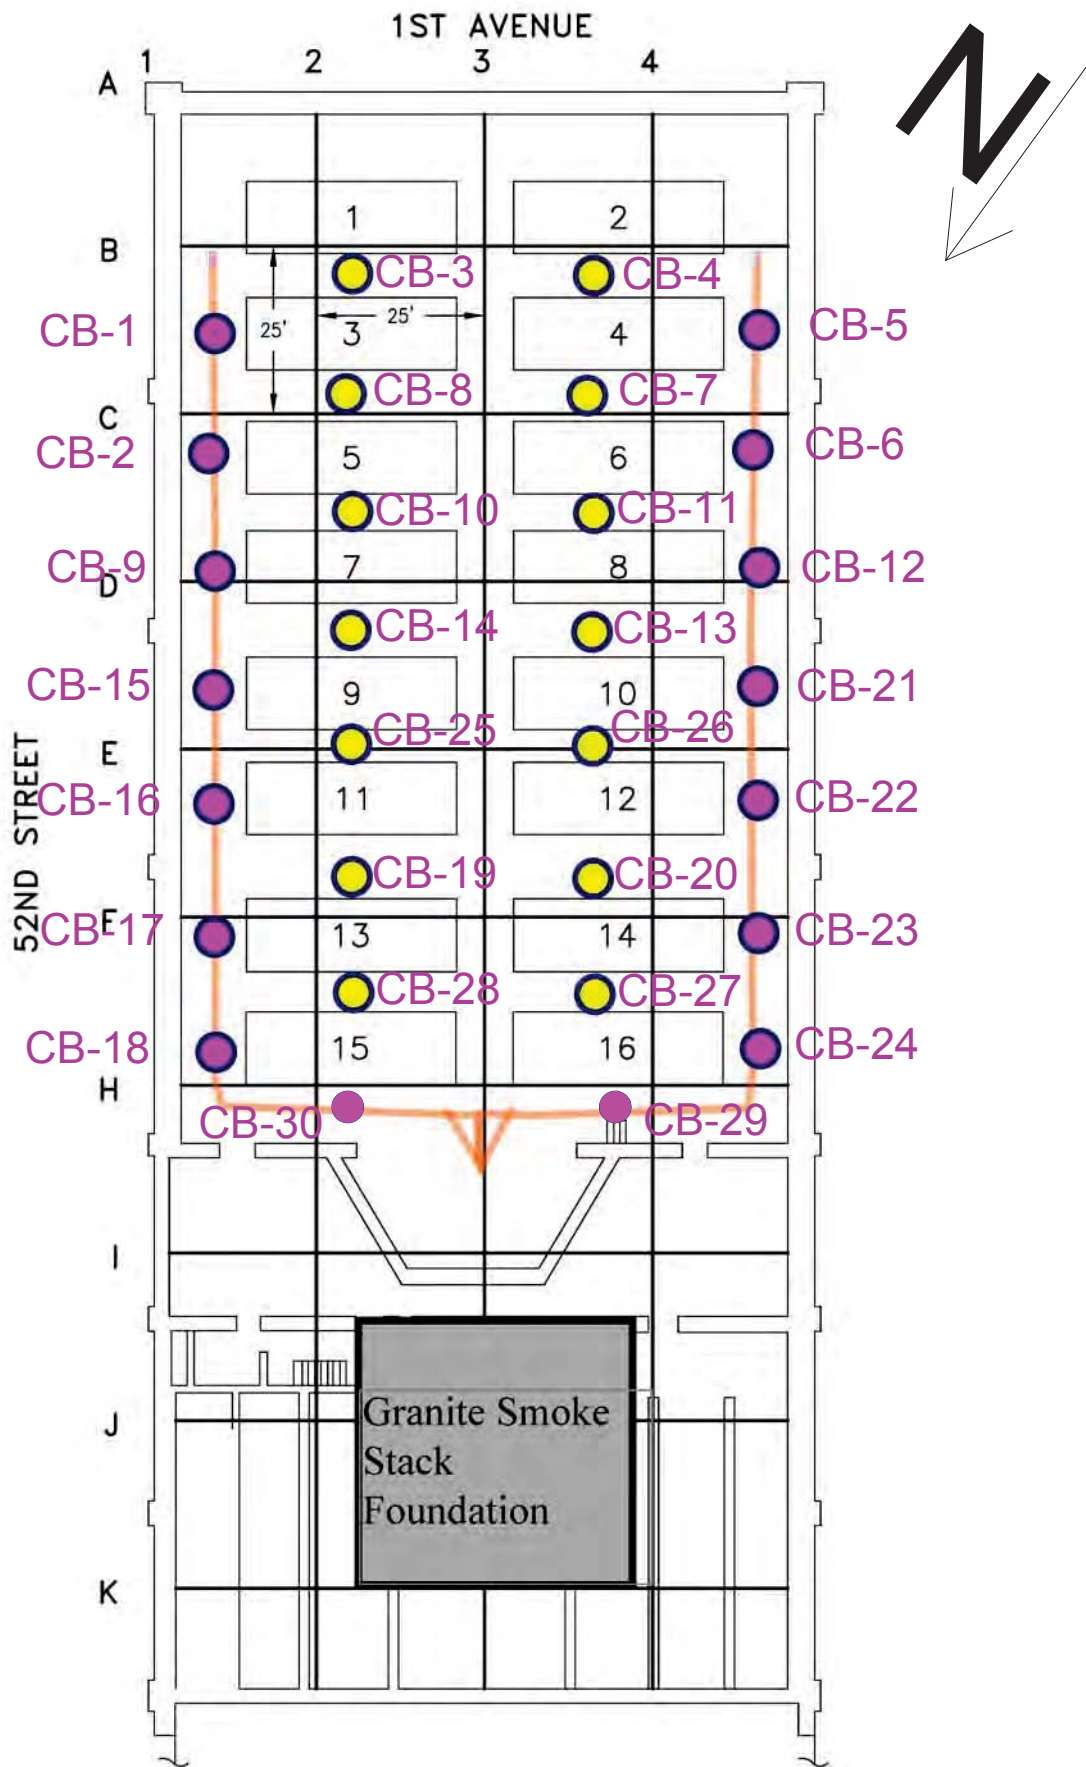 1ST AVENUE
1
2
3
4
N
A
1
2
B
CB-3
CB-4
CB-1
25'
25'
3
4
CB-5
CB-8
CB-7
C
CB-2
5
6
CB-6
CB-10
CB-11
CB-9
7
8
CB-12
D
CB-14
CB-13
CB-15
9
10
CB-21
CB-25
CB-26
E
CB-16
11
12
CB-22
52ND STREET
CB-19
CB-20
F
CB-17
13
14
CB-23
CB-28
CB-27
CB-18
15
16
CB-24
H
CB-30
CB-29
I
J
Granite Smoke
Stack
Foundation
K